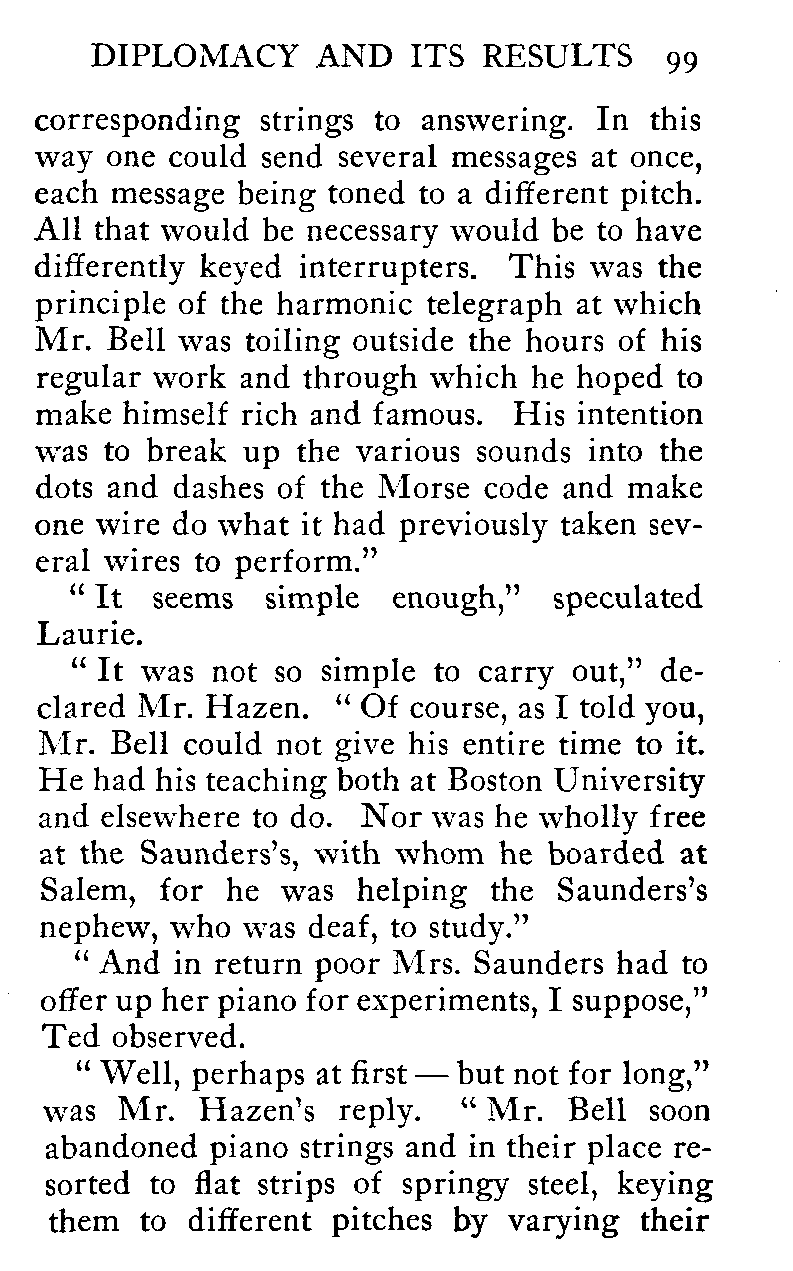 DIPLOMACY AND ITS RESULTS 99
corresponding strings to answering. In this
way one could send several messages at once,
each message being toned to a different pitch.
All that would be necessary would be to have
differently keyed interrupters. This was the
principle of the harmonic telegraph at which
Mr. Bell was toiling outside the hours of his
regular work and through which he hoped to
make himself rich and famous. His intention
was to break up the various sounds into the
dots and dashes of the Morse code and make
one wire do what it had previously taken sev-
eral wires to perform.”
“ It seems simple enough,” speculated
Laurie.
“ It was not so simple to carry out,” de-
clared Mr. Hazen. “ Of course, as I told you,
Mr. Bell could not give his entire time to it.
He had his teaching both at Boston University
and elsewhere to do. Nor was he wholly free
at the Saunders’s, with whom he boarded at
Salem, for he was helping the Saunders’s
nephew, who was deaf, to study.”
“ And in return poor Mrs. Saunders had to
offer up her piano for experiments, I suppose,”
Ted observed.
“ Well, perhaps at first — but not for long,”
was Mr. Hazen’s reply. “ Mr. Bell soon
abandoned piano strings and in their place re-
sorted to flat strips of springy steel, keying
them to different pitches by varying their